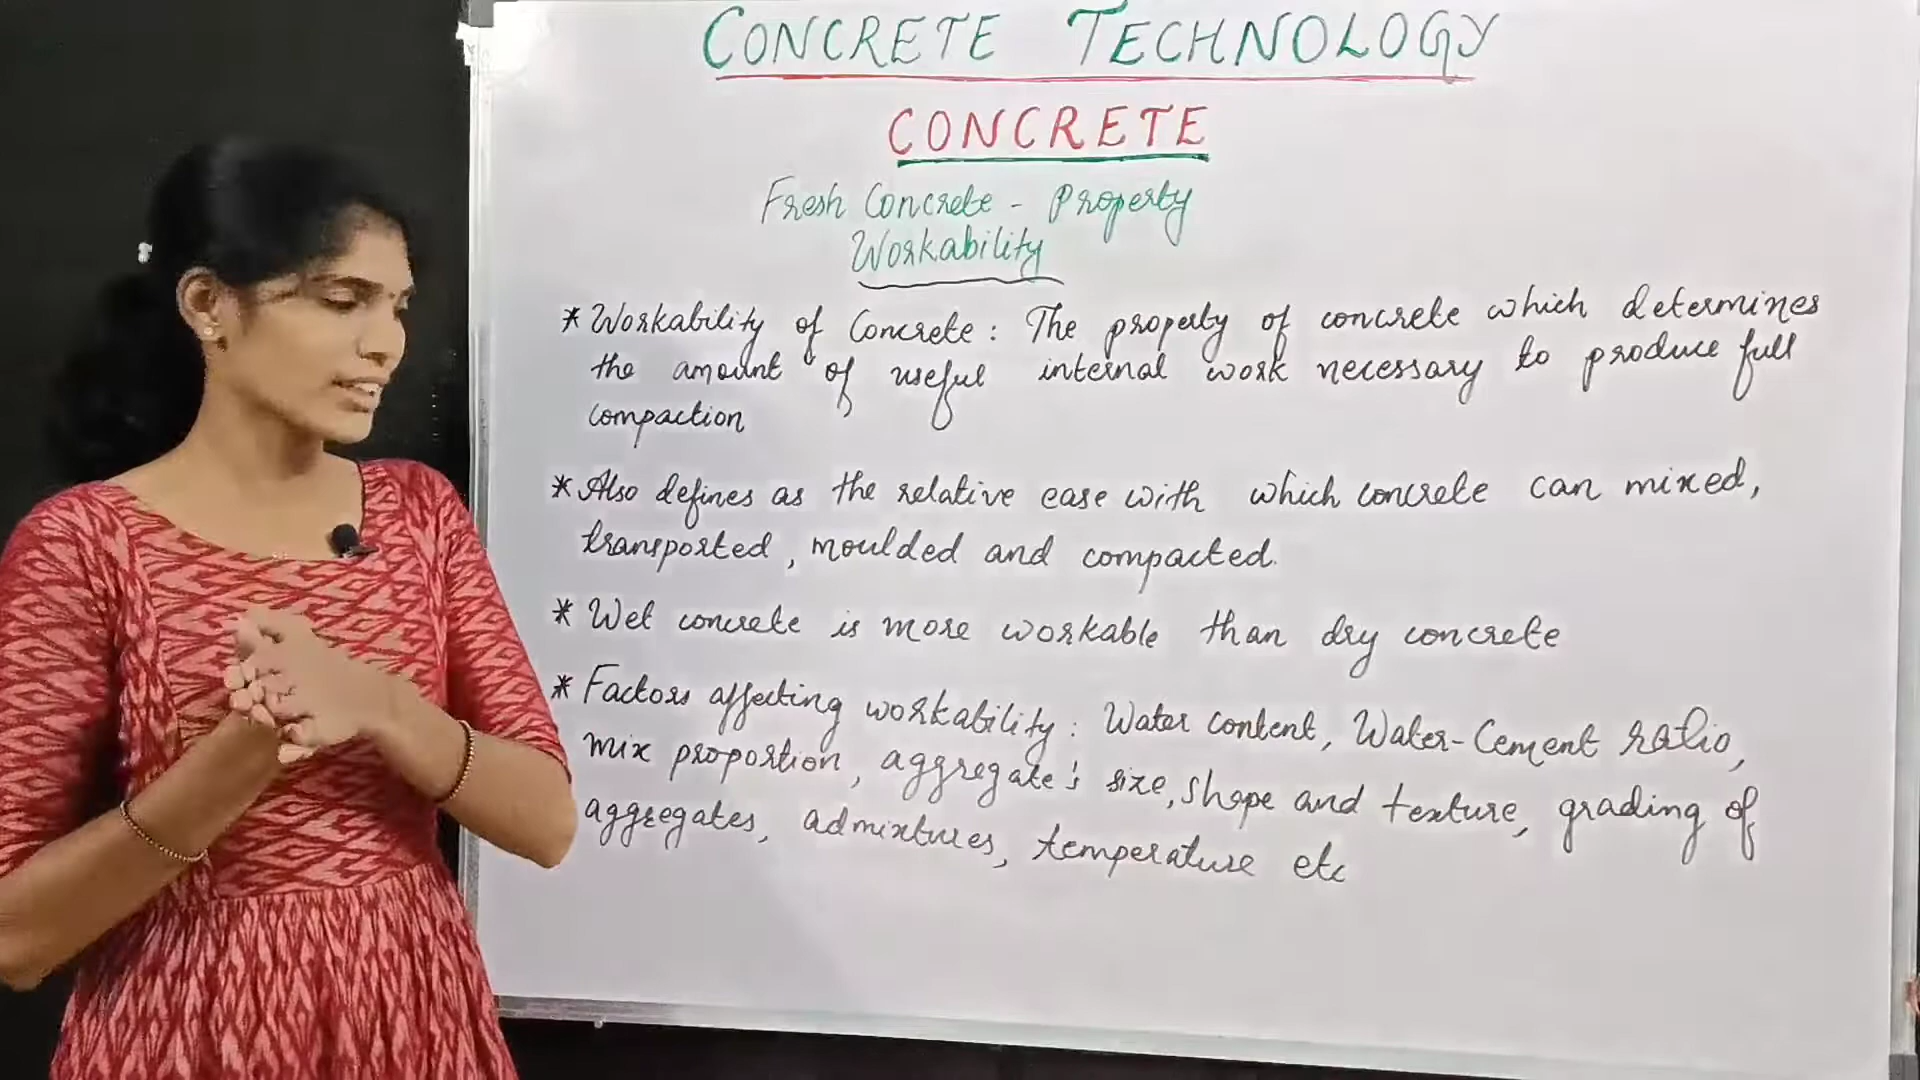 CONCRETE TECHNOLOGY
CONCRETE
Fresh Concrete - Property
Workability
* Workability of Concrete : The property of concrete which determines
the amount of useful internal work necessary to produce full
compaction
* Also defines as the relative ease with which concrete can mixed,
transported, moulded and compacted.
* Wet concrete is more workable than dry concrete
* Factors affecting workability : Water content, Water-Cement ratio,
mix proportion, aggregate's size, shape and texture, grading of
aggregates, admixtures, temperature etc